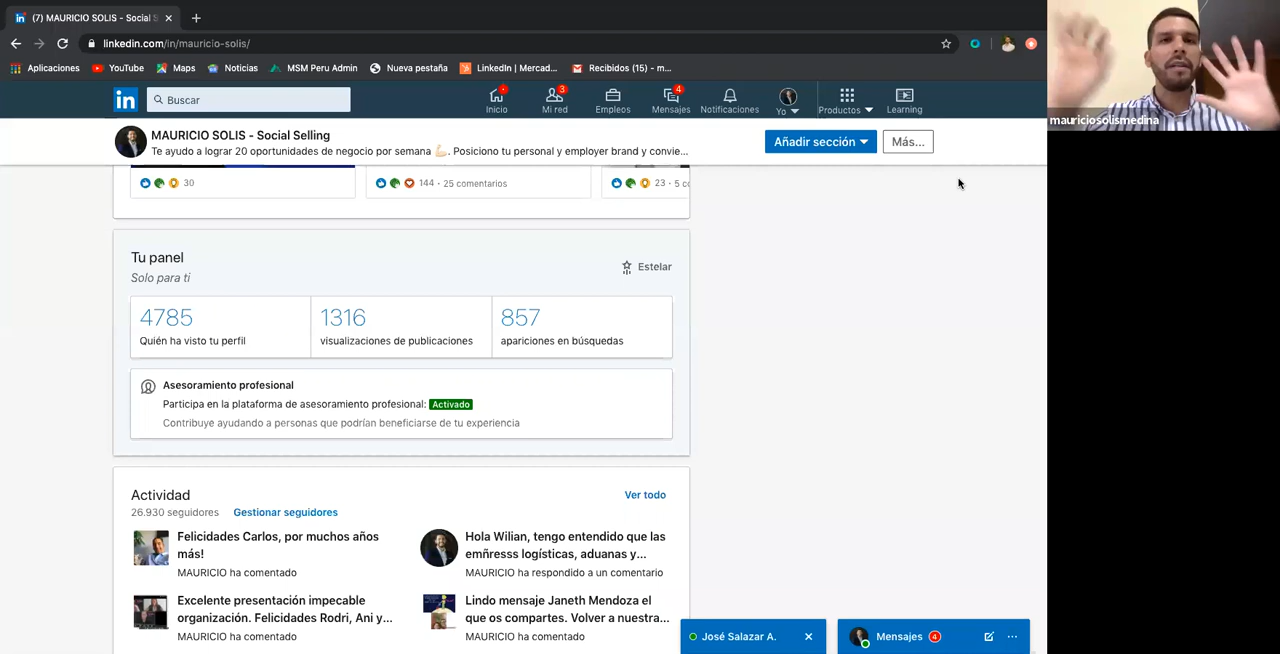 (7) MAURICIO SOLIS - Social S
linkedin.com/in/mauricio-solis/
Aplicaciones YouTube Maps Noticias MSM Peru Admin Nueva pestaña LinkedIn | Mercad... Recibidos (15) - m...
in Buscar
Inicio Mi red 3 Empleos Mensajes 4 Notificaciones Yo Productos Learning
mauriciosolismedina
MAURICIO SOLIS - Social Selling
Te ayudo a lograr 20 oportunidades de negocio por semana 💪. Posiciono tu personal y employer brand y convie...
Añadir sección Más...
30
144 · 25 comentarios
23 · 5 cc
Tu panel
Solo para ti
Estelar
4785 1316 857
Quién ha visto tu perfil visualizaciones de publicaciones apariciones en búsquedas
Asesoramiento profesional
Participa en la plataforma de asesoramiento profesional: Activado
Contribuye ayudando a personas que podrían beneficiarse de tu experiencia
Actividad
Ver todo
26.930 seguidores Gestionar seguidores
Felicidades Carlos, por muchos años
más!
MAURICIO ha comentado
Hola Wilian, tengo entendido que las
emñresss logísticas, aduanas y...
MAURICIO ha respondido a un comentario
Excelente presentación impecable
organización. Felicidades Rodri, Ani y...
MAURICIO ha comentado
Lindo mensaje Janeth Mendoza el
que os compartes. Volver a nuestra...
MAURICIO ha comentado
José Salazar A.
Mensajes 4